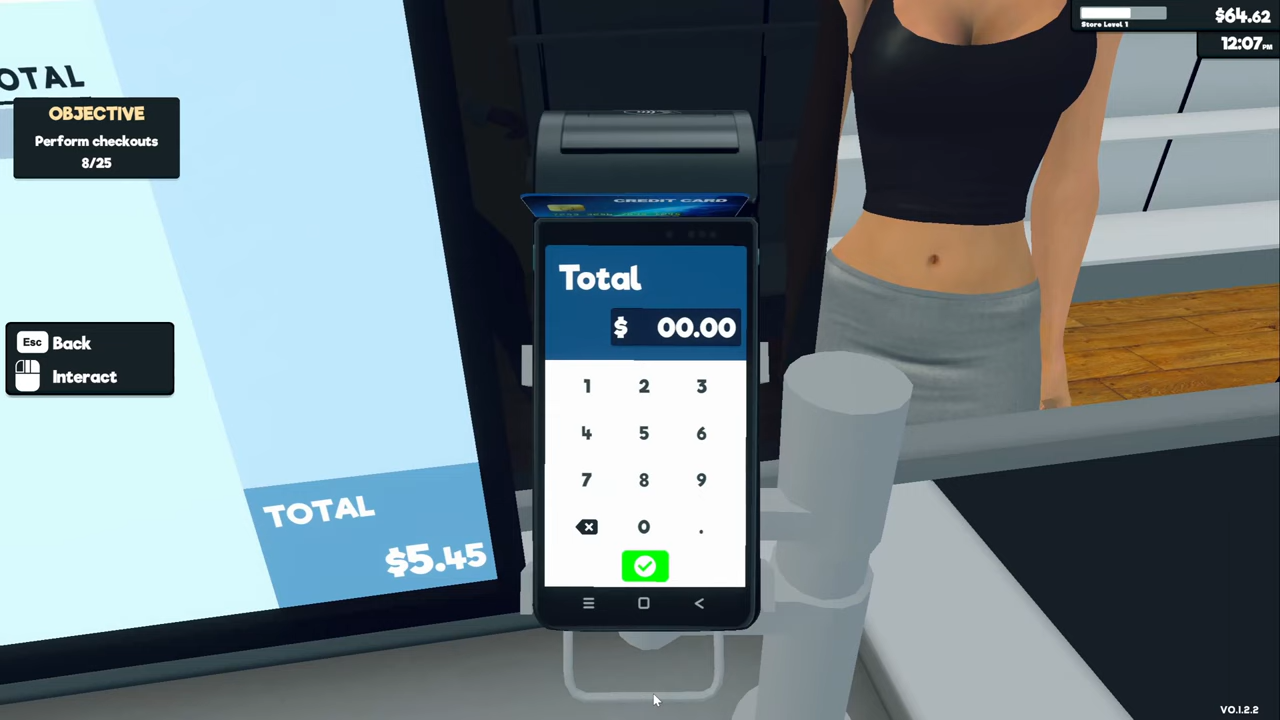 $64.62
Store Level 1
12:07PM
OTAL
OBJECTIVE
Perform checkouts
8/25
CREDIT CARD
Total
$ 00.00
Esc Back
Interact
1 2 3
4 5 6
7 8 9
0 .
TOTAL
$5.45
V0.1.2.2